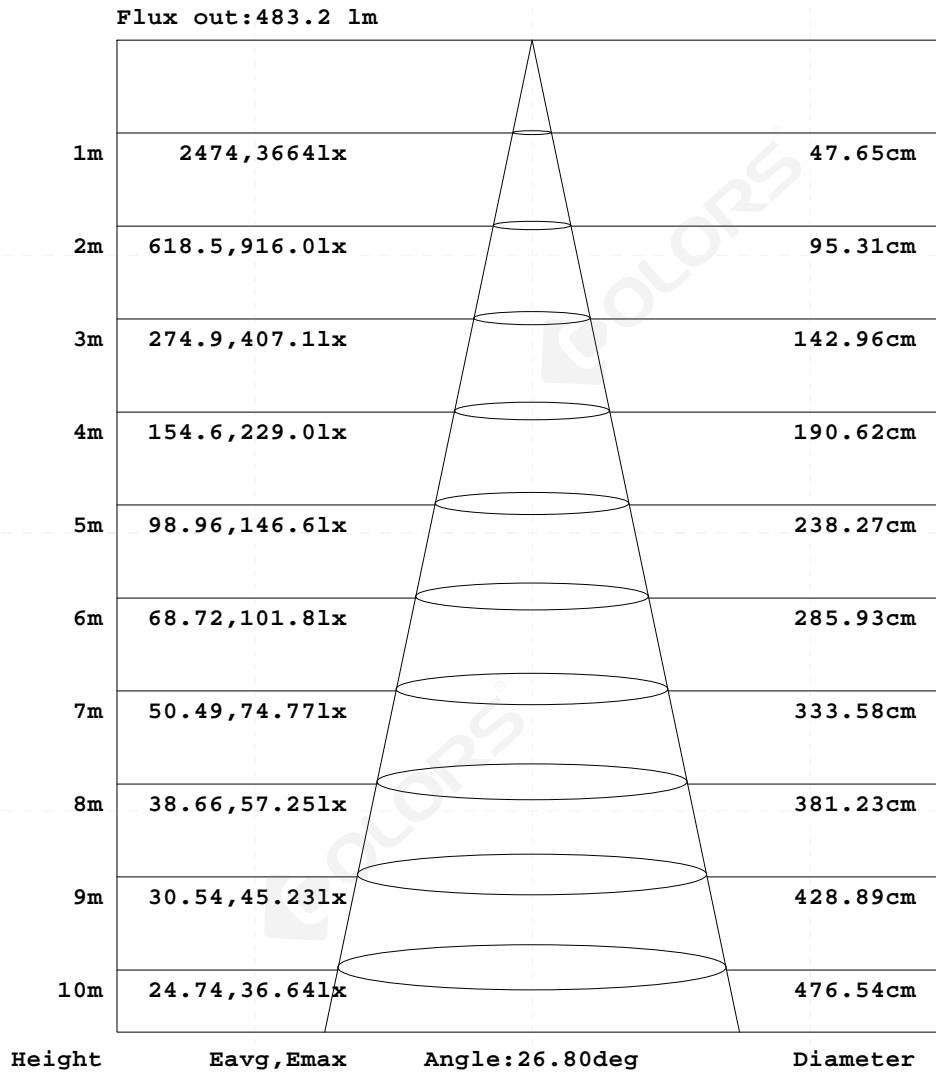 Flux out:483.2 lm
1m 2474,3664lx 47.65cm
2m 618.5,916.0lx 95.31cm
3m 274.9,407.1lx 142.96cm
4m 154.6,229.0lx 190.62cm
5m 98.96,146.6lx 238.27cm
6m 68.72,101.8lx 285.93cm
7m 50.49,74.77lx 333.58cm
8m 38.66,57.25lx 381.23cm
9m 30.54,45.23lx 428.89cm
10m 24.74,36.64lx 476.54cm
Height Eavg,Emax Angle:26.80deg Diameter
COLORS®
COLORS®